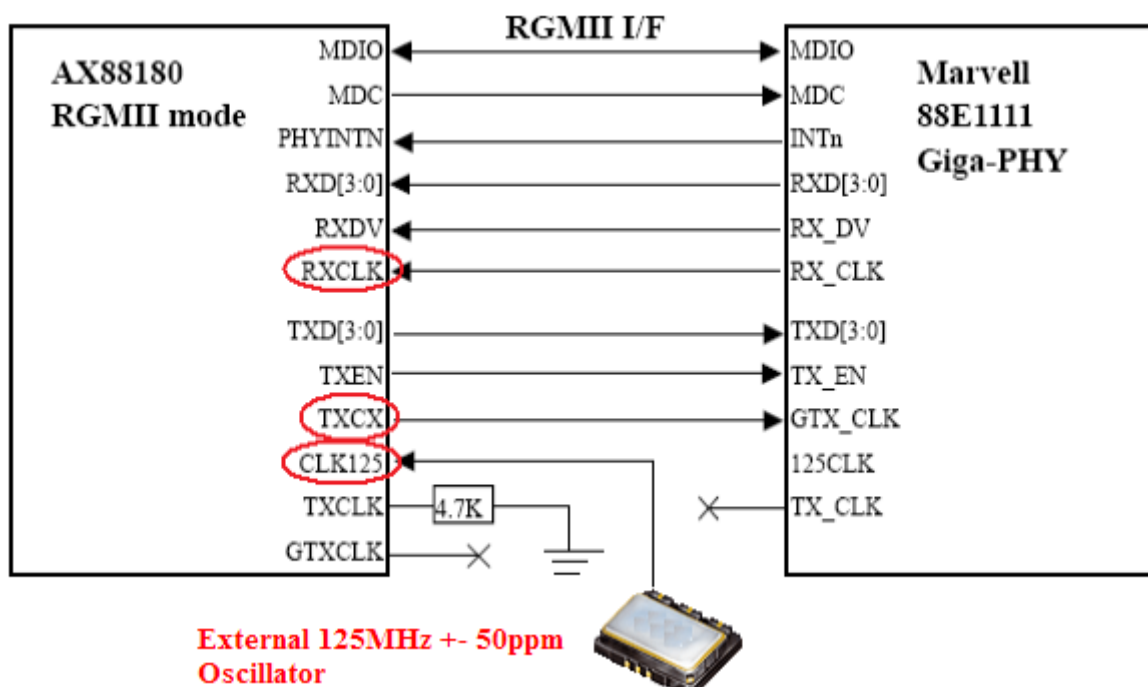 RGMII I/F
AX88180
RGMII mode
MDIO
MDC
PHYINTN
RXD[3:0]
RXDV
RXCLK
TXD[3:0]
TXEN
TXCX
CLK125
TXCLK
GTXCLK
4.7K
MDIO
MDC
INTn
RXD[3:0]
RX_DV
RX_CLK
TXD[3:0]
TX_EN
GTX_CLK
125CLK
TX_CLK
Marvell
88E1111
Giga-PHY
External 125MHz +- 50ppm
Oscillator